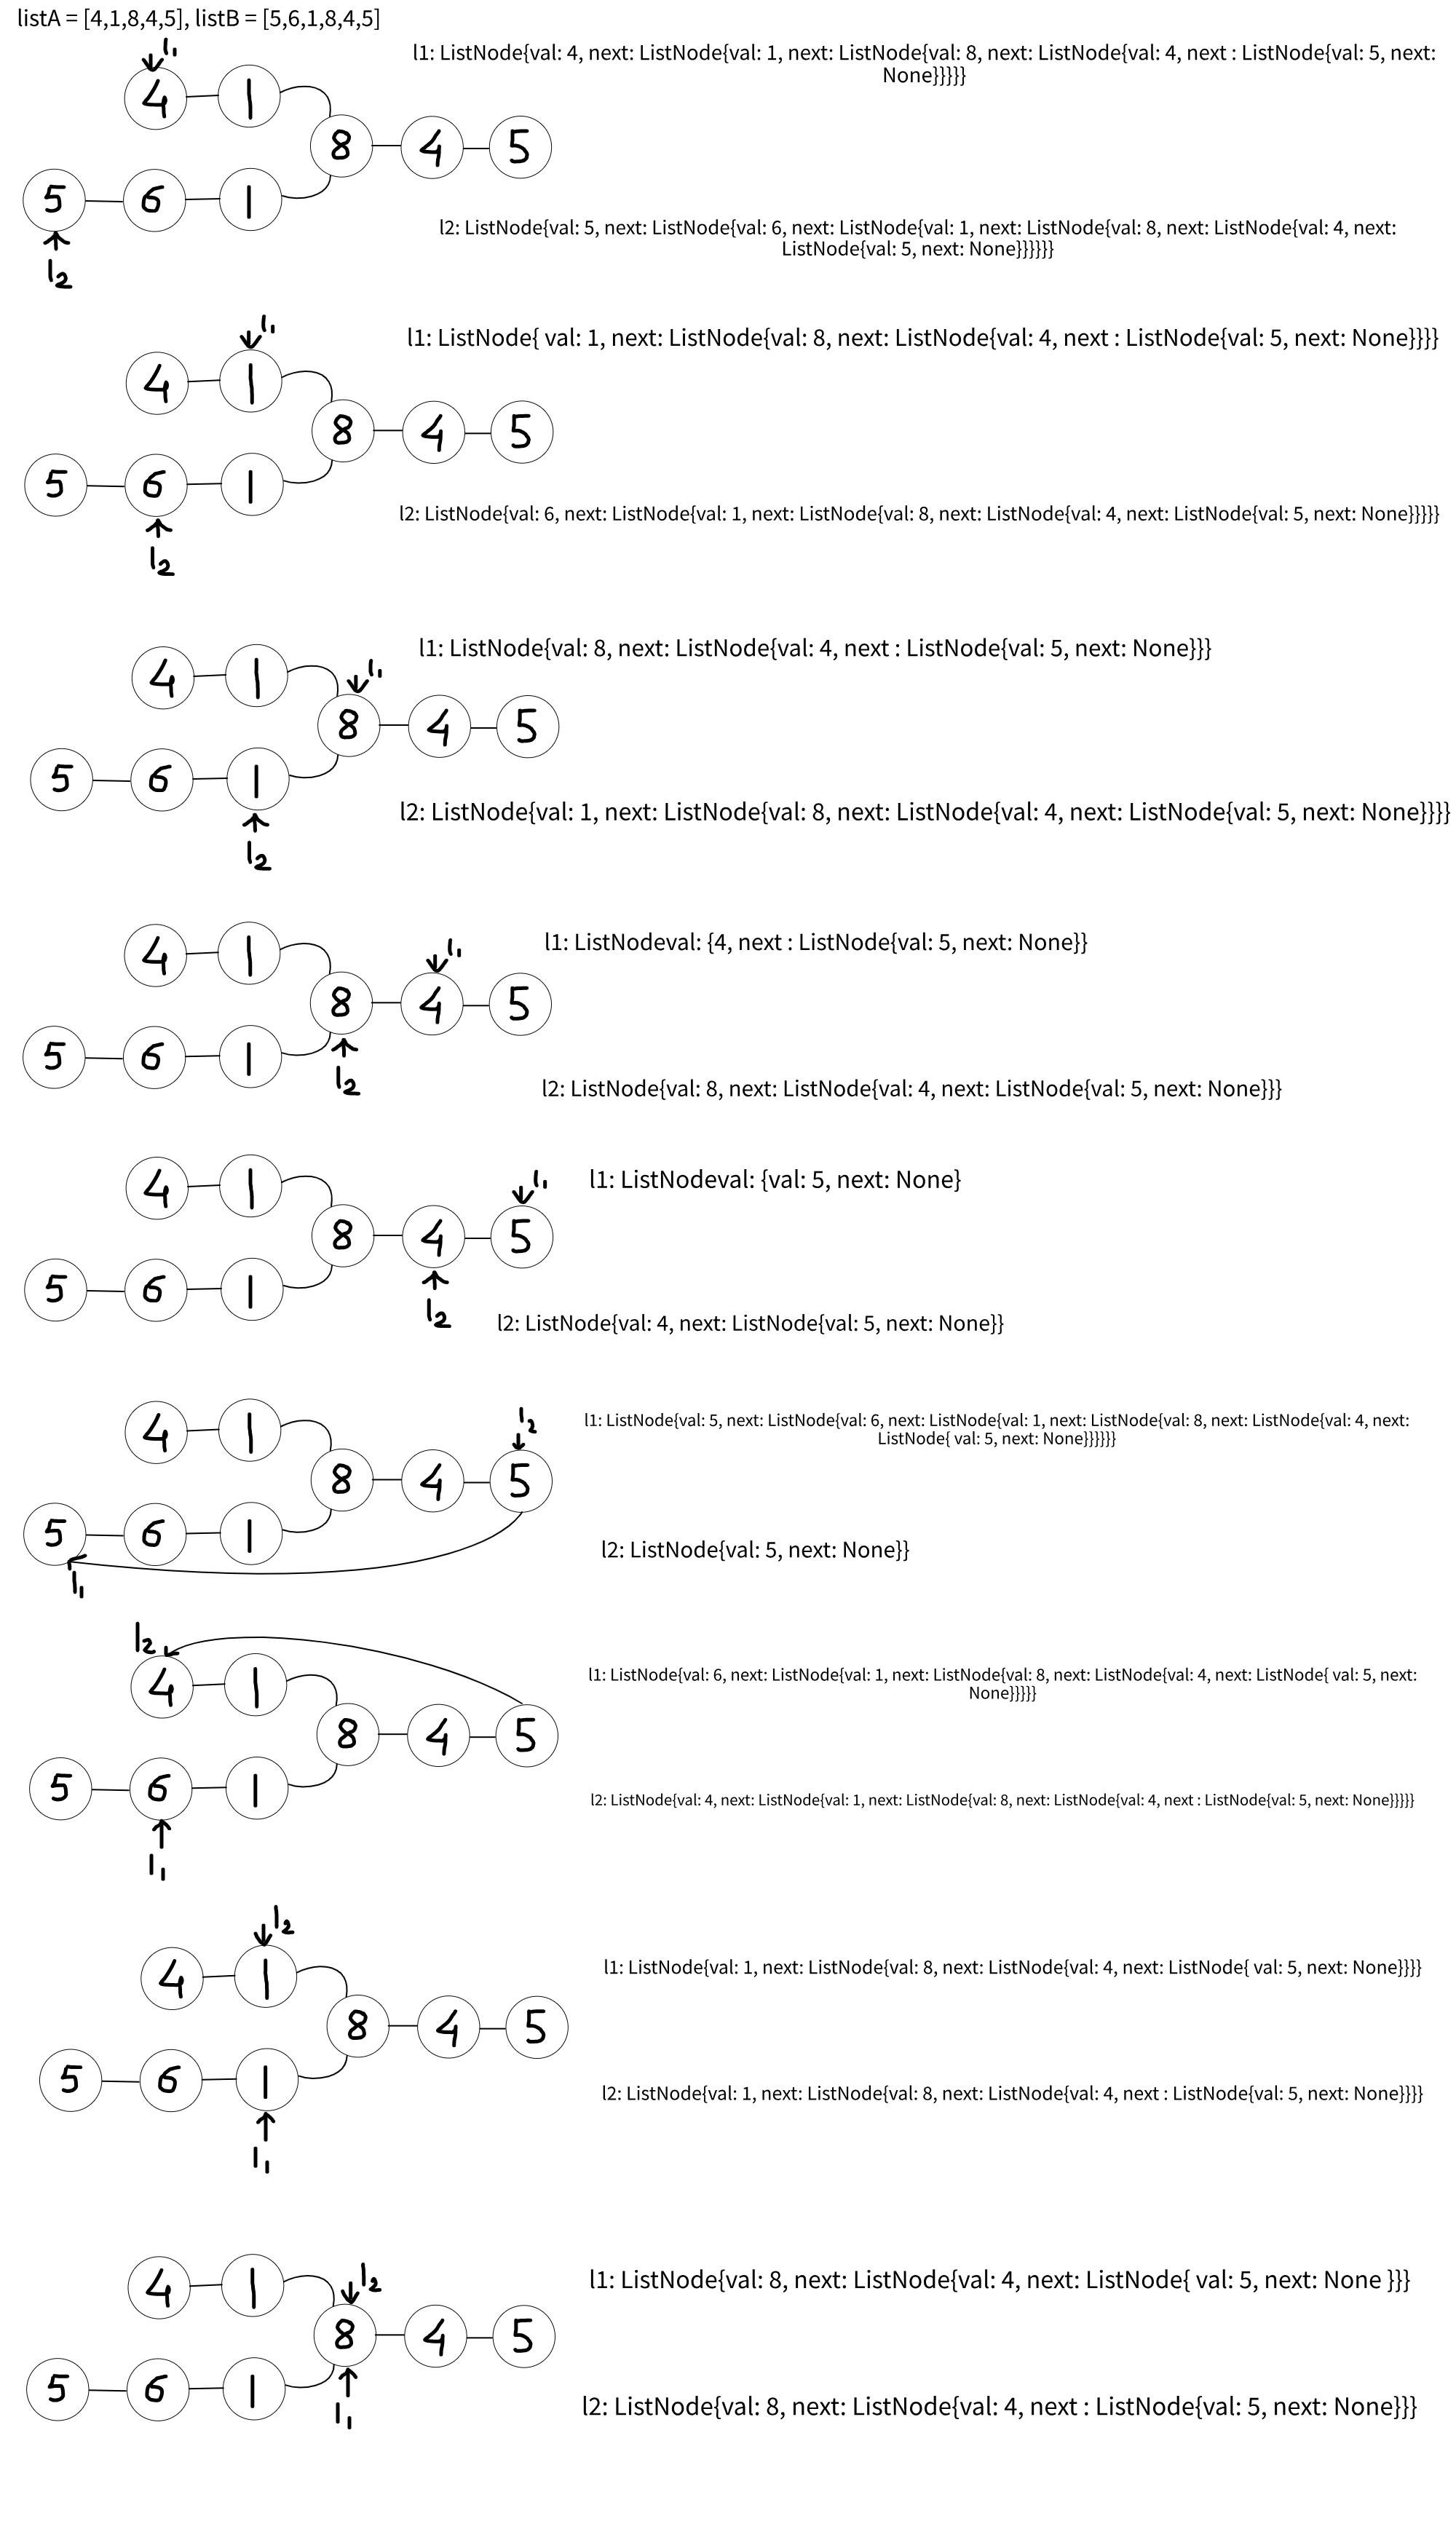 listA = [4,1,8,4,5], listB = [5,6,1,8,4,5]
l1
l1: ListNode{val: 4, next: ListNode{val: 1, next: ListNode{val: 8, next: ListNode{val: 4, next : ListNode{val: 5, next:
None}}}}}
4 1
8 4 5
5 6 1
l2
l2: ListNode{val: 5, next: ListNode{val: 6, next: ListNode{val: 1, next: ListNode{val: 8, next: ListNode{val: 4, next:
ListNode{val: 5, next: None}}}}}}
l1
l1: ListNode{ val: 1, next: ListNode{val: 8, next: ListNode{val: 4, next : ListNode{val: 5, next: None}}}}
4 1
8 4 5
5 6 1
l2: ListNode{val: 6, next: ListNode{val: 1, next: ListNode{val: 8, next: ListNode{val: 4, next: ListNode{val: 5, next: None}}}}}
l2
l1: ListNode{val: 8, next: ListNode{val: 4, next : ListNode{val: 5, next: None}}}
l1
4 1
8 4 5
5 6 1
l2: ListNode{val: 1, next: ListNode{val: 8, next: ListNode{val: 4, next: ListNode{val: 5, next: None}}}}
l2
l1
l1: ListNodeval: {4, next : ListNode{val: 5, next: None}}
4 1
8 4 5
5 6 1
l2
l2: ListNode{val: 8, next: ListNode{val: 4, next: ListNode{val: 5, next: None}}}
l1
l1: ListNodeval: {val: 5, next: None}
4 1
8 4 5
5 6 1
l2
l2: ListNode{val: 4, next: ListNode{val: 5, next: None}}
l2
l1: ListNode{val: 5, next: ListNode{val: 6, next: ListNode{val: 1, next: ListNode{val: 8, next: ListNode{val: 4, next:
ListNode{ val: 5, next: None}}}}}}
4 1
8 4 5
5 6 1
l2: ListNode{val: 5, next: None}}
l1
l2
l1: ListNode{val: 6, next: ListNode{val: 1, next: ListNode{val: 8, next: ListNode{val: 4, next: ListNode{ val: 5, next:
None}}}}}
4 1
8 4 5
5 6 1
l2: ListNode{val: 4, next: ListNode{val: 1, next: ListNode{val: 8, next: ListNode{val: 4, next : ListNode{val: 5, next: None}}}}}
l1
l2
l1: ListNode{val: 1, next: ListNode{val: 8, next: ListNode{val: 4, next: ListNode{ val: 5, next: None}}}}
4 1
8 4 5
5 6 1
l2: ListNode{val: 1, next: ListNode{val: 8, next: ListNode{val: 4, next : ListNode{val: 5, next: None}}}}
l1
l2
l1: ListNode{val: 8, next: ListNode{val: 4, next: ListNode{ val: 5, next: None }}}
4 1
8 4 5
5 6 1
l1
l2: ListNode{val: 8, next: ListNode{val: 4, next : ListNode{val: 5, next: None}}}